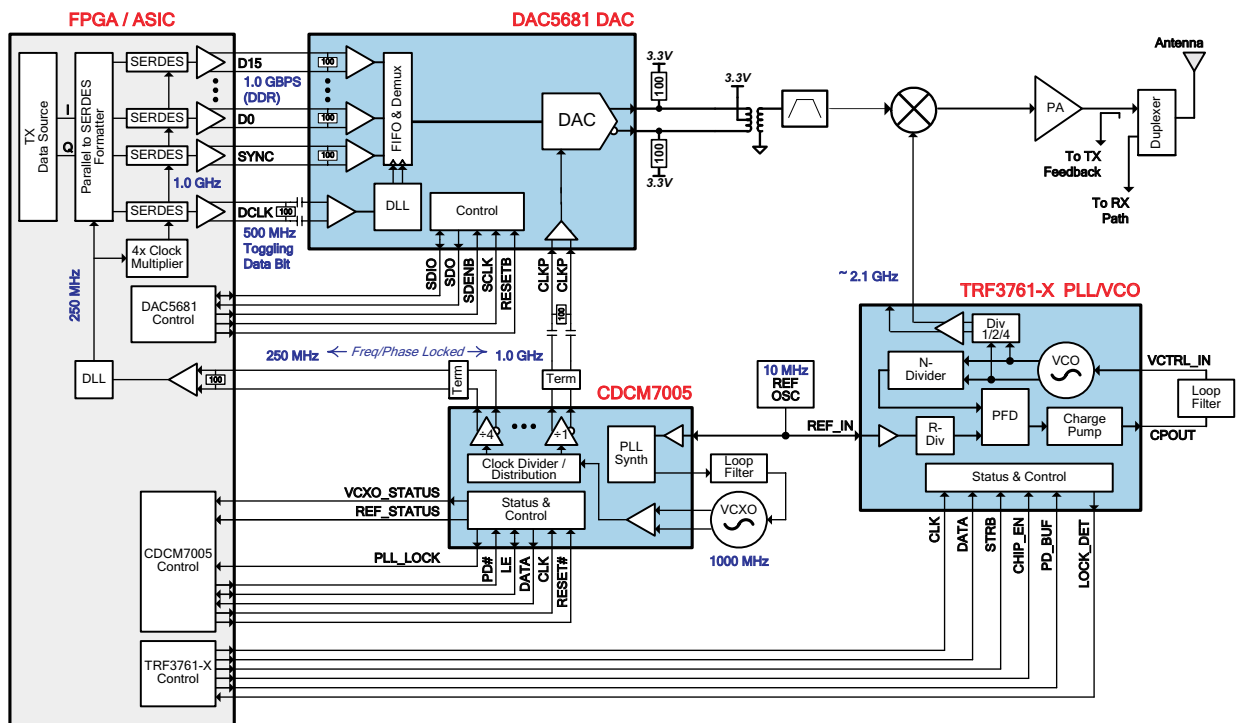 FPGA / ASIC
DAC5681 DAC
TX
Data Source
I
Q
Parallel to SERDES
Formatter
SERDES
SERDES
SERDES
SERDES
4x Clock
Multiplier
250 MHz
1.0 GHz
D15
1.0 GBPS
(DDR)
D0
SYNC
DCLK
100
500 MHz
Toggling
Data Bit
100
100
100
FIFO & Demux
DLL
Control
DAC
SDIO
SDO
SDENB
SCLK
RESETB
CLKP
CLKP
100
3.3V
100
100
3.3V
3.3V
PA
To TX
Feedback
Duplexer
Antenna
To RX
Path
~ 2.1 GHz
DAC5681
Control
DLL
100
250 MHz
Freq/Phase Locked
1.0 GHz
Term
Term
CDCM7005
÷4
÷1
Clock Divider /
Distribution
PLL
Synth
Loop
Filter
VCXO
1000 MHz
Status &
Control
VCXO_STATUS
REF_STATUS
PLL_LOCK
PD#
LE
DATA
CLK
RESET#
CDCM7005
Control
TRF3761-X
Control
10 MHz
REF
OSC
REF_IN
TRF3761-X PLL/VCO
Div
1/2/4
N-
Divider
VCO
PFD
R-
Div
Charge
Pump
Status & Control
VCTRL_IN
Loop
Filter
CPOUT
CLK
DATA
STRB
CHIP_EN
PD_BUF
LOCK_DET